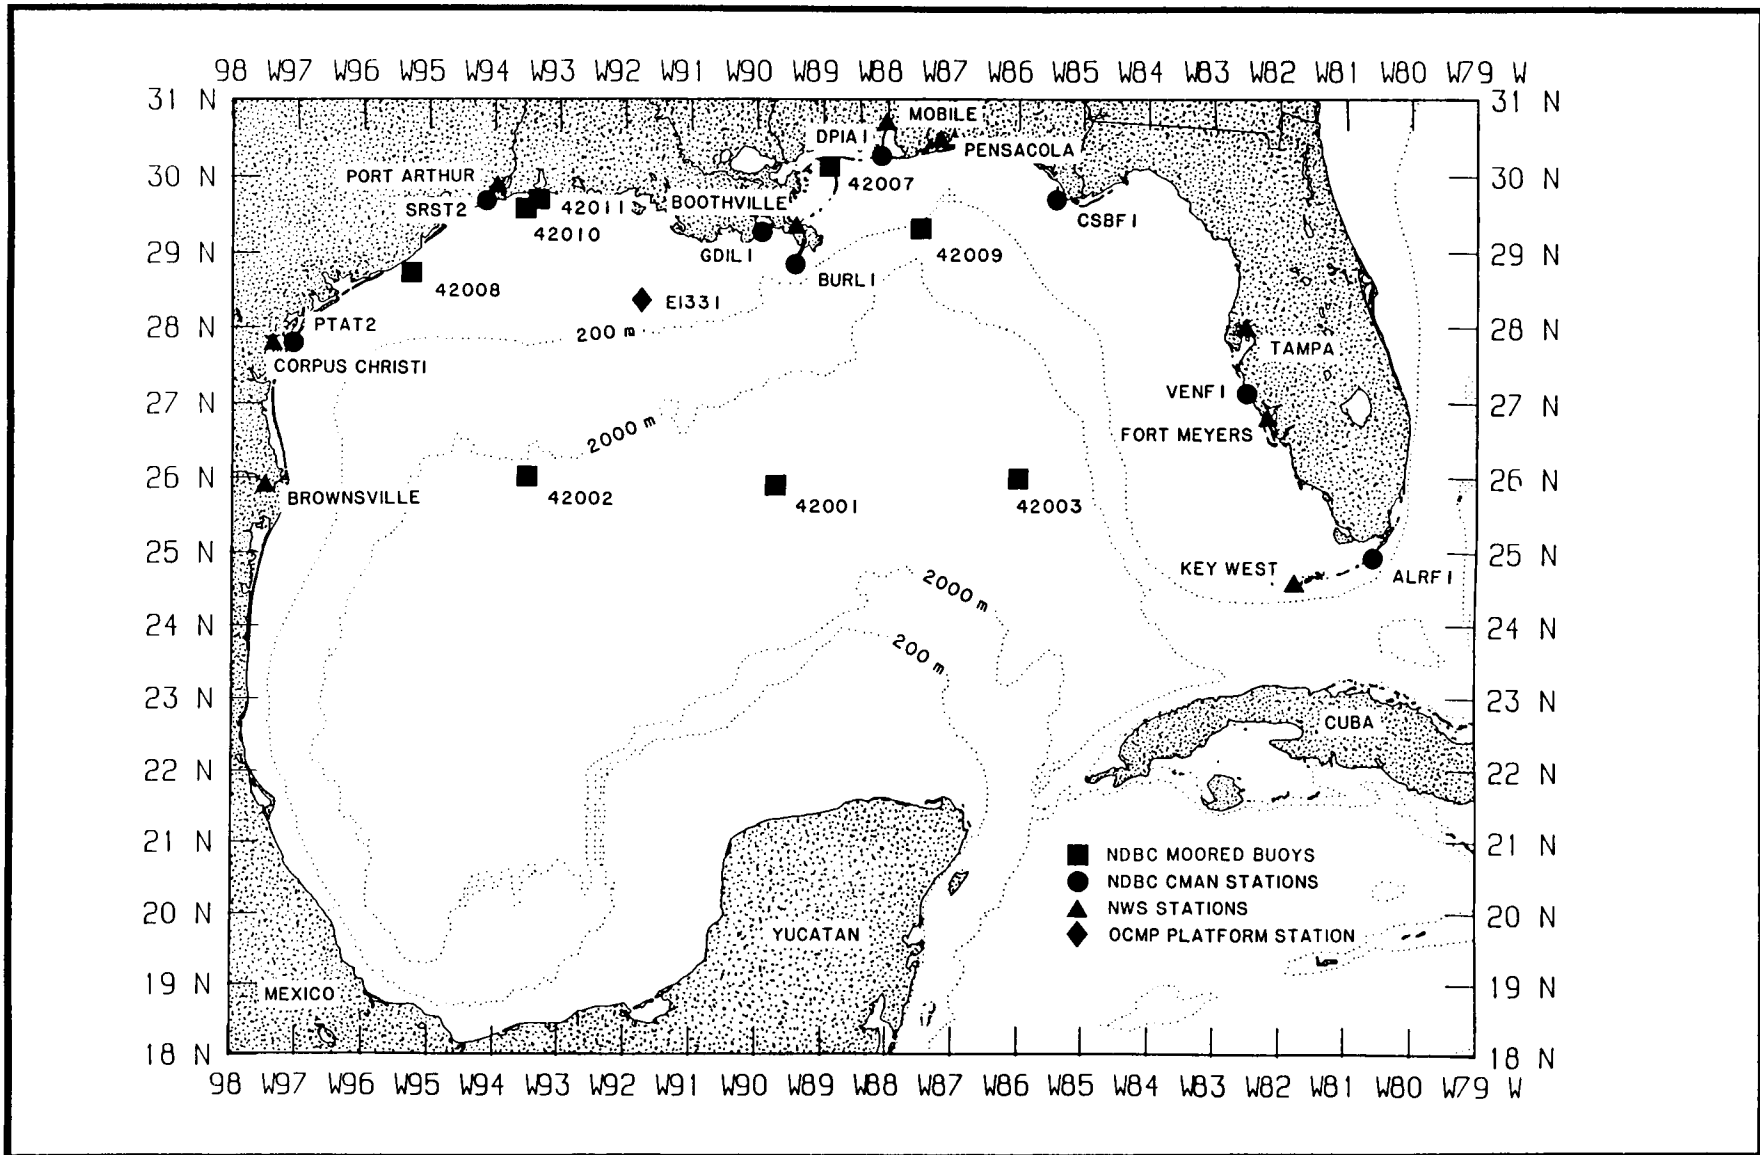 98 W97 W96 W95 W94 W93 W92 W91 W90 W89 W88 W87 W86 W85 W84 W83 W82 W81 W80 W79 W
31 N
31 N
MOBILE
DPIA1
PENSACOLA
30 N
PORT ARTHUR
42007
30 N
SRST2
42011
BOOTHVILLE
CSBF1
42010
29 N
GDIL1
42009
29 N
42008
BURL1
E1331
28 N
PTAT2
200 m
28 N
CORPUS CHRISTI
TAMPA
27 N
VENF1
27 N
2000 m
FORT MEYERS
26 N
BROWNSVILLE
42002
42001
42003
26 N
25 N
25 N
KEY WEST
ALRF1
2000 m
24 N
200 m
24 N
23 N
23 N
CUBA
22 N
22 N
21 N
21 N
NDBC MOORED BUOYS
NDBC CMAN STATIONS
20 N
NWS STATIONS
20 N
YUCATAN
OCMP PLATFORM STATION
19 N
MEXICO
19 N
18 N
18 N
98 W97 W96 W95 W94 W93 W92 W91 W90 W89 W88 W87 W86 W85 W84 W83 W82 W81 W80 W79 W